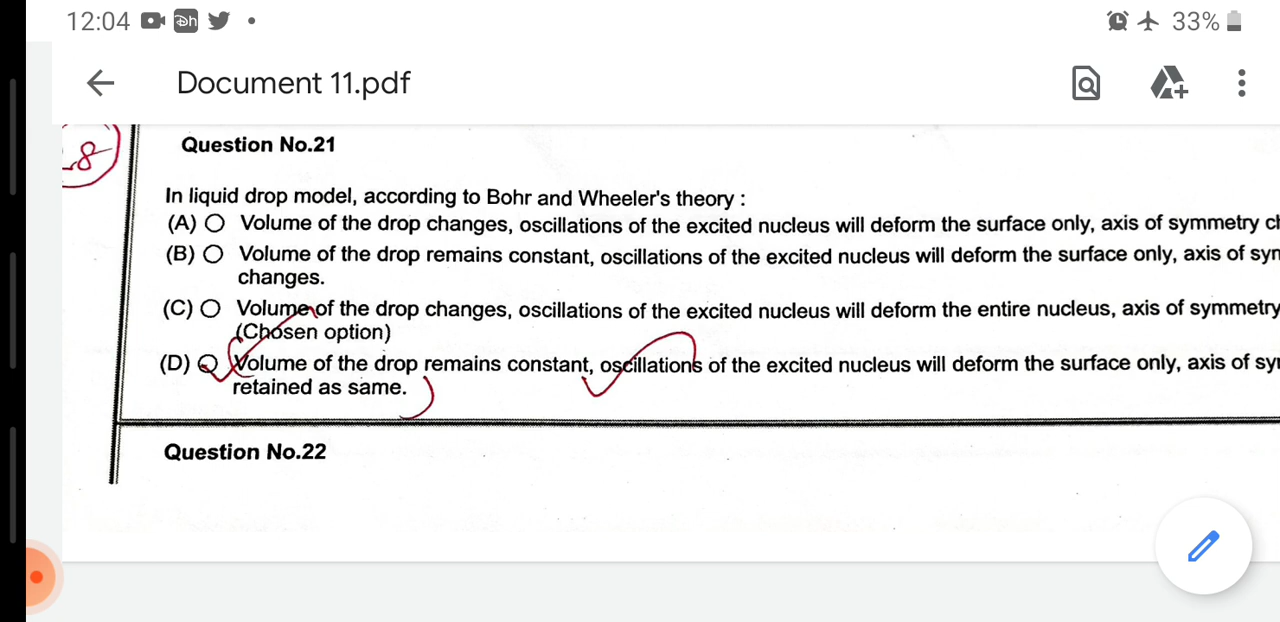 12:04 Dh 33%
Document 11.pdf
8
Question No.21
In liquid drop model, according to Bohr and Wheeler's theory :
(A) Volume of the drop changes, oscillations of the excited nucleus will deform the surface only, axis of symmetry
(B) Volume of the drop remains constant, oscillations of the excited nucleus will deform the surface only, axis of
changes.
(C) Volume of the drop changes, oscillations of the excited nucleus will deform the entire nucleus, axis of symmetry
(Chosen option)
(D) Volume of the drop remains constant, oscillations of the excited nucleus will deform the surface only, axis of
retained as same.
Question No.22